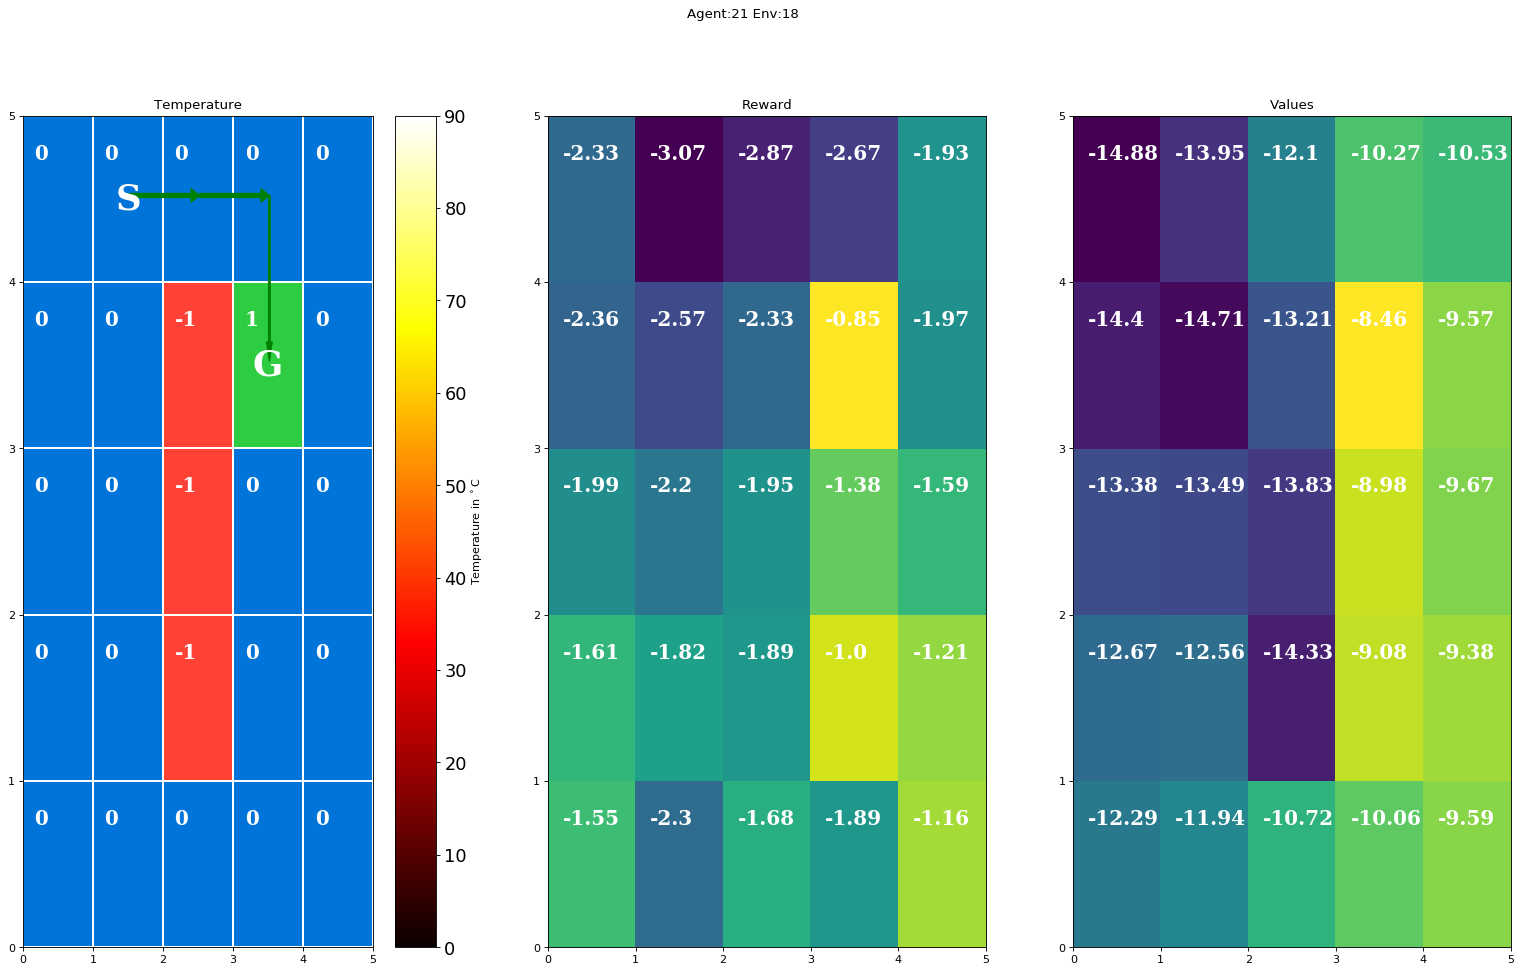 Agent:21 Env:18
Temperature
5
4
3
2
1
0
0 1 2 3 4 5
0 0 0 0 0
S
0 0 -1 1 0
G
0 0 -1 0 0
0 0 -1 0 0
0 0 0 0 0
90
80
70
60
50
40
30
20
10
0
Temperature in °C
Reward
5
4
3
2
1
0
0 1 2 3 4 5
-2.33 -3.07 -2.87 -2.67 -1.93
-2.36 -2.57 -2.33 -0.85 -1.97
-1.99 -2.2 -1.95 -1.38 -1.59
-1.61 -1.82 -1.89 -1.0 -1.21
-1.55 -2.3 -1.68 -1.89 -1.16
Values
5
4
3
2
1
0
0 1 2 3 4 5
-14.88 -13.95 -12.1 -10.27 -10.53
-14.4 -14.71 -13.21 -8.46 -9.57
-13.38 -13.49 -13.83 -8.98 -9.67
-12.67 -12.56 -14.33 -9.08 -9.38
-12.29 -11.94 -10.72 -10.06 -9.59